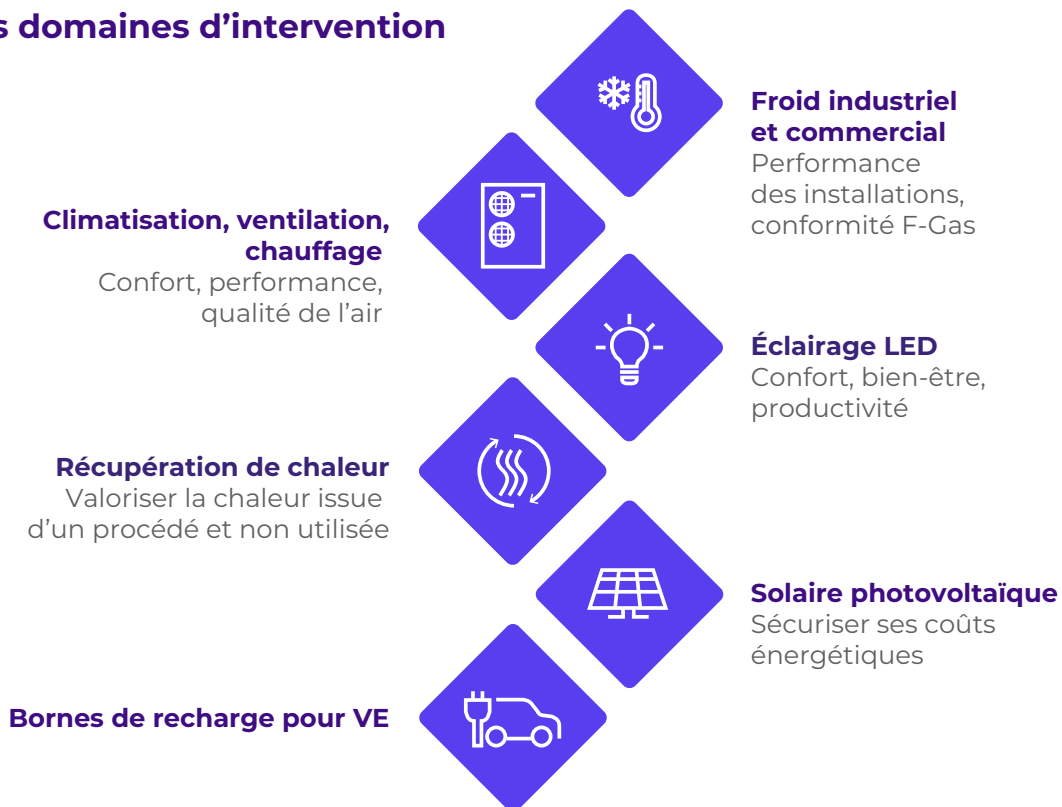 s domaines d’intervention
Froid industriel
et commercial
Performance
des installations,
conformité F-Gas
Climatisation, ventilation,
chauffage
Confort, performance,
qualité de l’air
Éclairage LED
Confort, bien-être,
productivité
Récupération de chaleur
Valoriser la chaleur issue
d’un procédé et non utilisée
Solaire photovoltaïque
Sécuriser ses coûts
énergétiques
Bornes de recharge pour VE